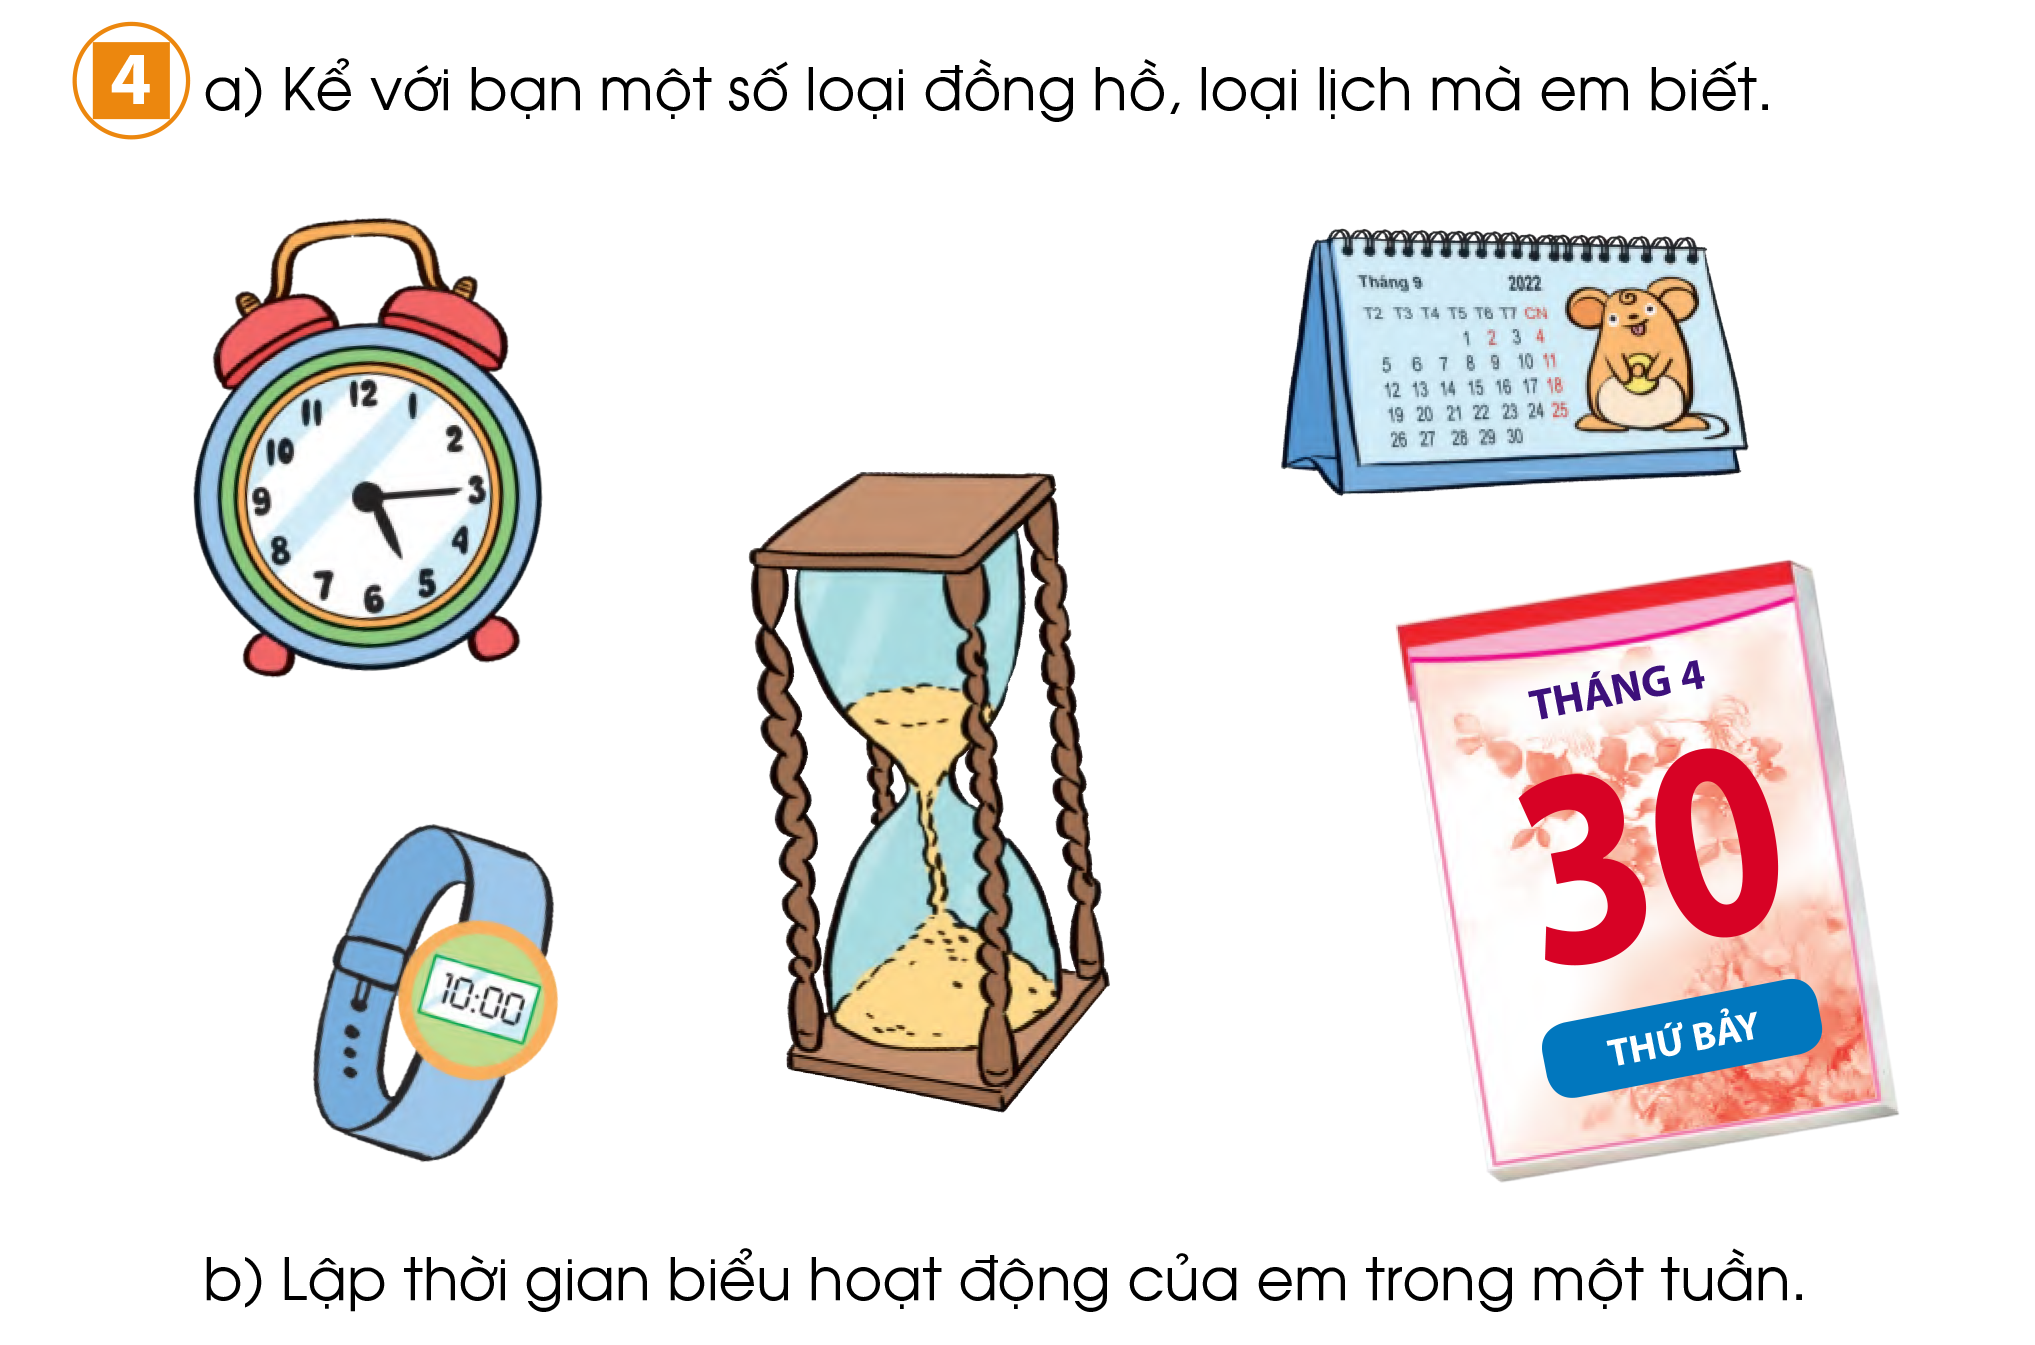 4
a) Kể với bạn một số loại đồng hồ, loại lịch mà em biết.
12
11 1
10 2
9 3
8 4
7 5
6
Tháng 9 2022
T2 T3 T4 T5 T6 T7 CN
1 2 3 4
5 6 7 8 9 10 11
12 13 14 15 16 17 18
19 20 21 22 23 24 25
26 27 28 29 30
THÁNG 4
30
THỨ BẢY
10:00
b) Lập thời gian biểu hoạt động của em trong một tuần.